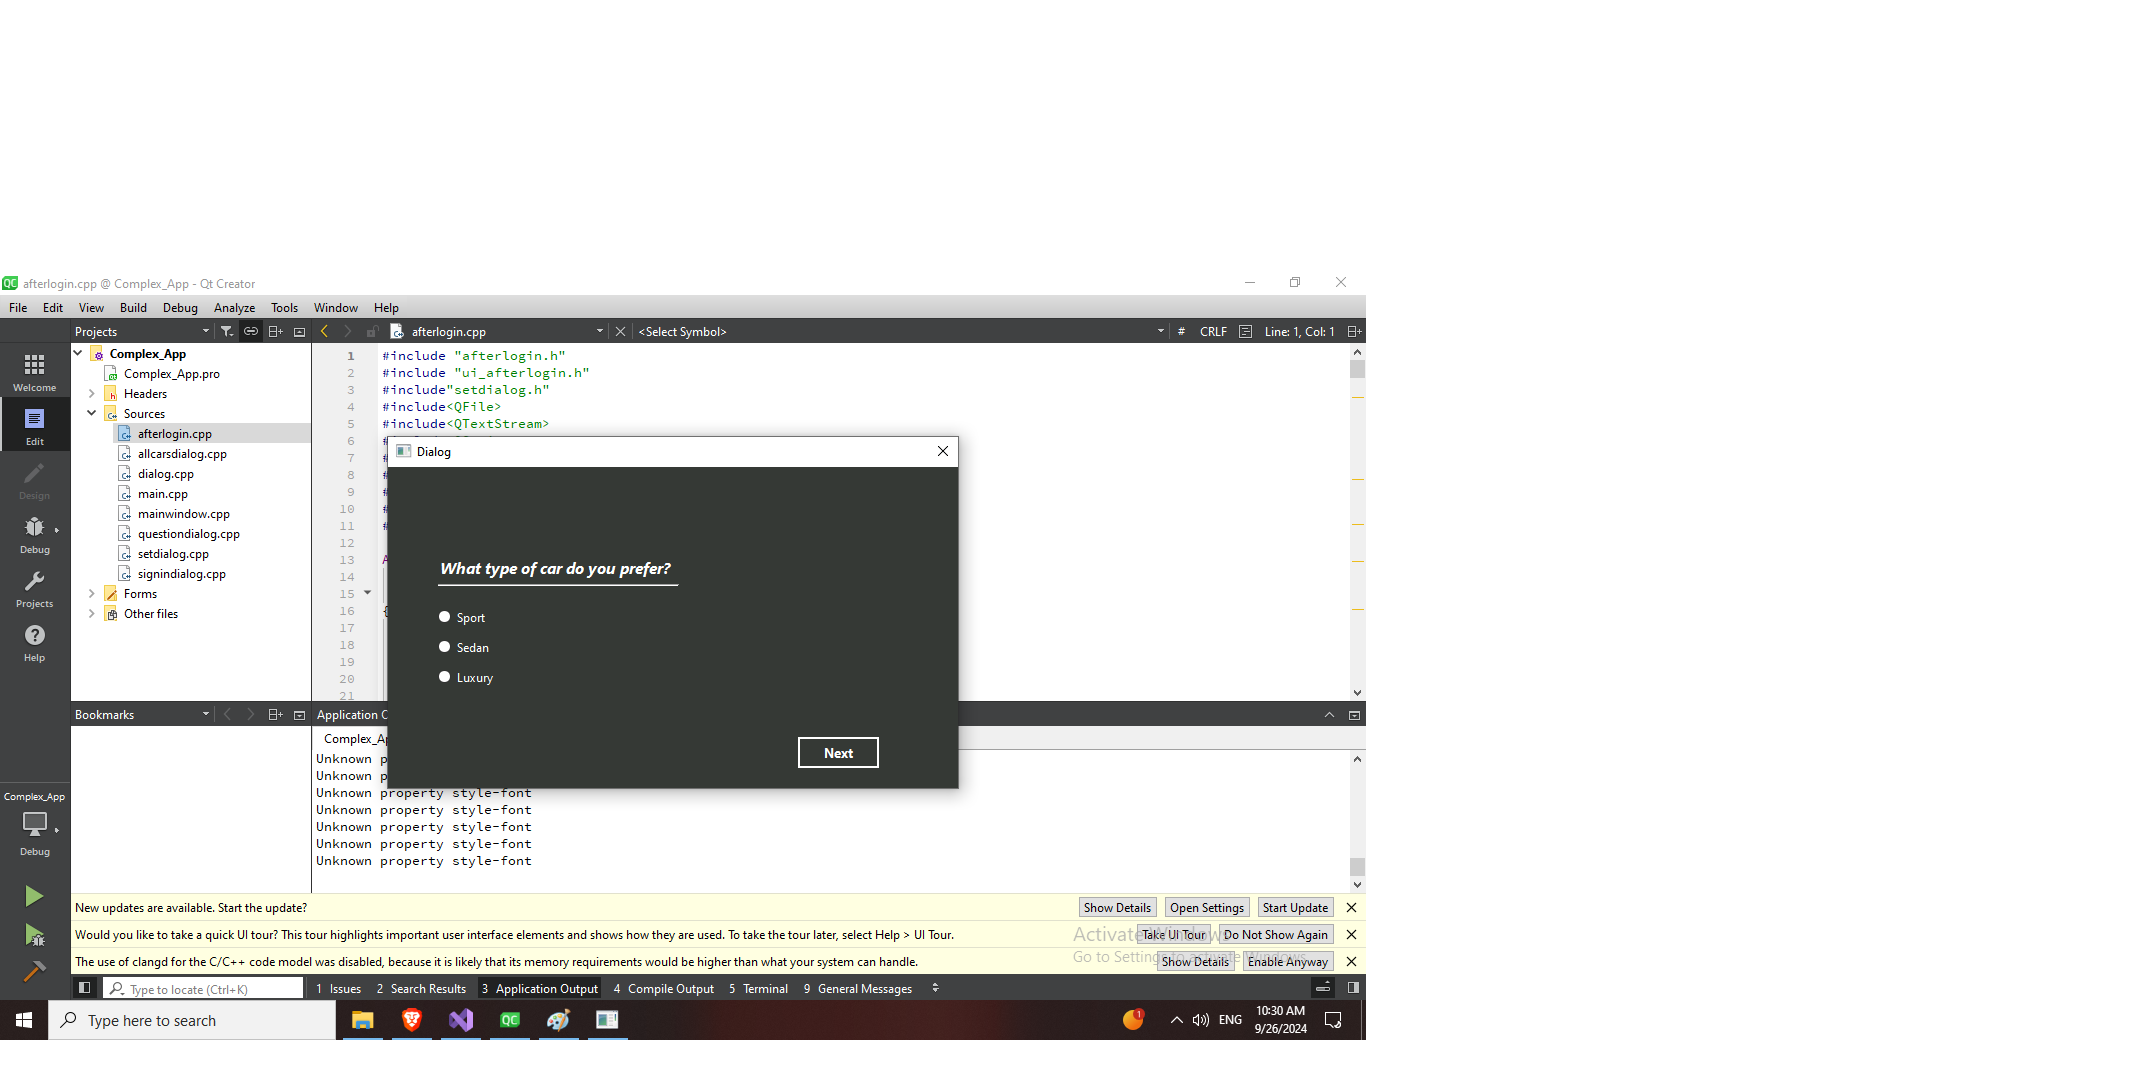 afterlogin.cpp @ Complex_App - Qt Creator
File Edit View Build Debug Analyze Tools Window Help
Projects
afterlogin.cpp
<Select Symbol>
# CRLF Line: 1, Col: 1
Welcome
Edit
Design
Debug
Projects
Help
Complex_App
Complex_App.pro
Headers
Sources
afterlogin.cpp
allcarsdialog.cpp
dialog.cpp
main.cpp
mainwindow.cpp
questiondialog.cpp
setdialog.cpp
signindialog.cpp
Forms
Other files
1 #include "afterlogin.h"
2 #include "ui_afterlogin.h"
3 #include"setdialog.h"
4 #include<QFile>
5 #include<QTextStream>
6 #
7 #
8 #
9 #
10 #
11 #
12
13 A
14
15
16 {
17
18
19
20
21
Dialog
What type of car do you prefer?
Sport
Sedan
Luxury
Next
Bookmarks
Application
Complex_A
Unknown
Unknown
Unknown property style-font
Unknown property style-font
Unknown property style-font
Unknown property style-font
Unknown property style-font
Complex_App
Debug
New updates are available. Start the update? Show Details Open Settings Start Update
Would you like to take a quick UI tour? This tour highlights important user interface elements and shows how they are used. To take the tour later, select Help > UI Tour. Take UI Tour Do Not Show Again
The use of clangd for the C/C++ code model was disabled, because it is likely that its memory requirements would be higher than what your system can handle. Show Details Enable Anyway
Activate Windows
Go to Settings to activate Windows.
Type to locate (Ctrl+K) 1 Issues 2 Search Results 3 Application Output 4 Compile Output 5 Terminal 9 General Messages
Type here to search
QC
1
ENG
10:30 AM
9/26/2024